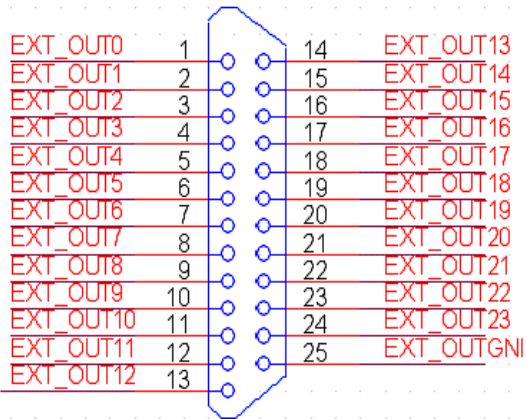 EXT_OUT0 1 14 EXT_OUT13
EXT_OUT1 2 15 EXT_OUT14
EXT_OUT2 3 16 EXT_OUT15
EXT_OUT3 4 17 EXT_OUT16
EXT_OUT4 5 18 EXT_OUT17
EXT_OUT5 6 19 EXT_OUT18
EXT_OUT6 7 20 EXT_OUT19
EXT_OUT7 8 21 EXT_OUT20
EXT_OUT8 9 22 EXT_OUT21
EXT_OUT9 10 23 EXT_OUT22
EXT_OUT10 11 24 EXT_OUT23
EXT_OUT11 12 25 EXT_OUTGN
EXT_OUT12 13